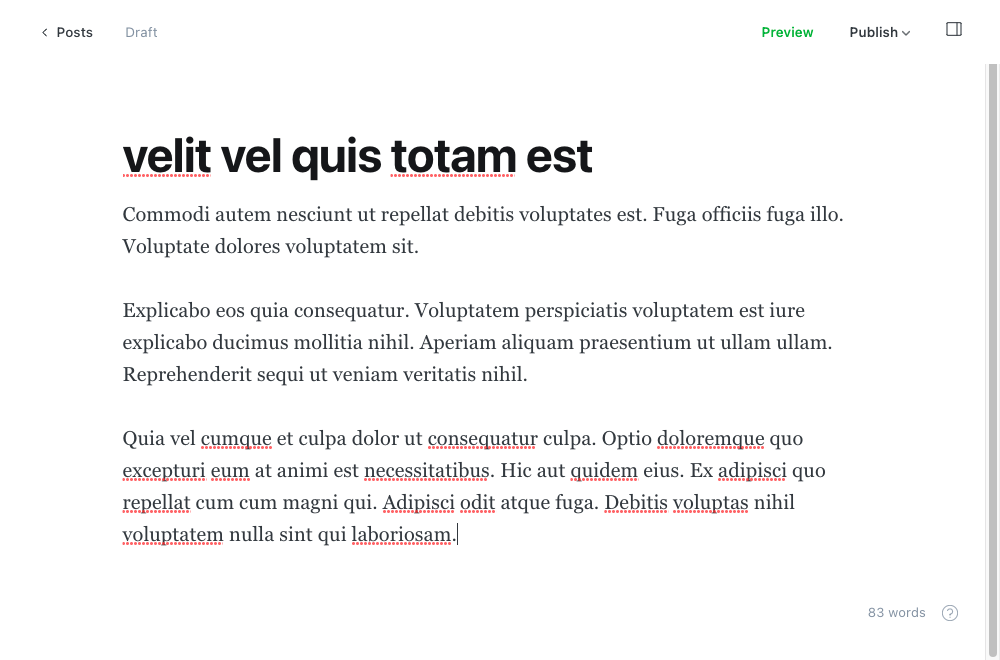 Posts
Draft
Preview
Publish
velit vel quis totam est
Commodi autem nesciunt ut repellat debitis voluptates est. Fuga officiis fuga illo.
Voluptate dolores voluptatem sit.
Explicabo eos quia consequatur. Voluptatem perspiciatis voluptatem est iure
explicabo ducimus mollitia nihil. Aperiam aliquam praesentium ut ullam ullam.
Reprehenderit sequi ut veniam veritatis nihil.
Quia vel cumque et culpa dolor ut consequatur culpa. Optio doloremque quo
excepturi eum at animi est necessitatibus. Hic aut quidem eius. Ex adipisci quo
repellat cum cum magni qui. Adipisci odit atque fuga. Debitis voluptas nihil
voluptatem nulla sint qui laboriosam.
83 words
?